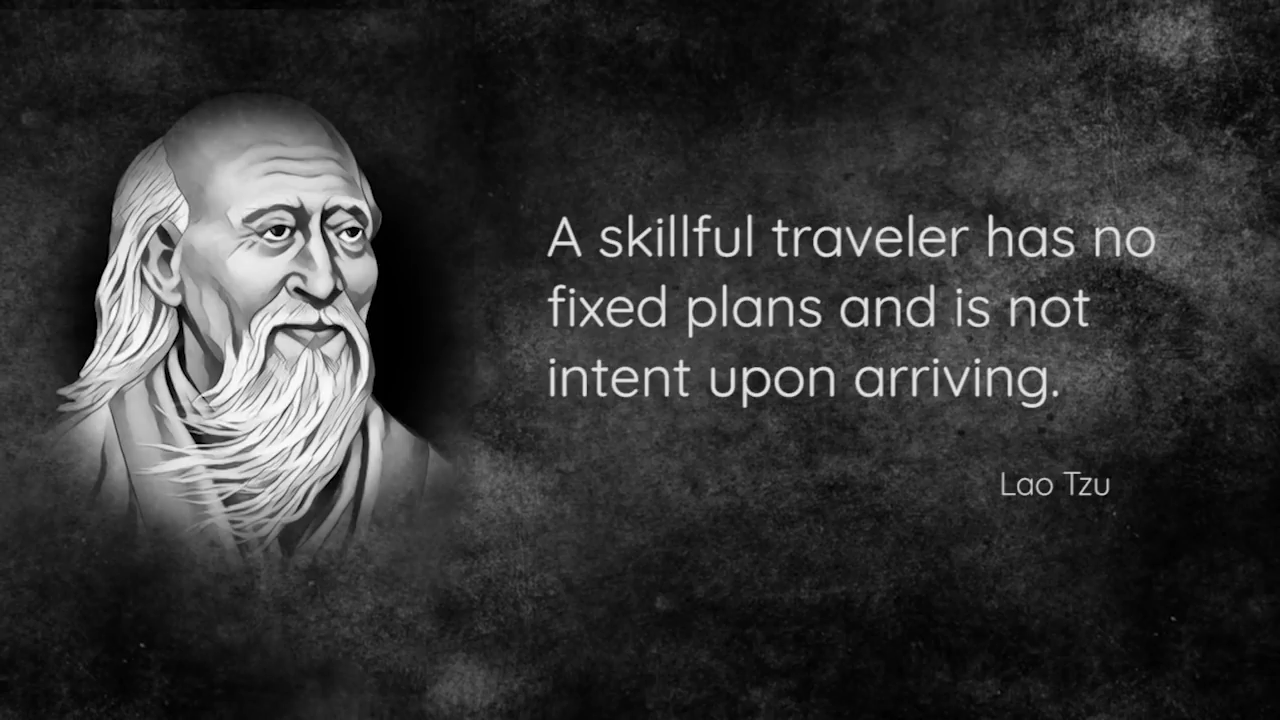 A skillful traveler has no
fixed plans and is not
intent upon arriving.
Lao Tzu